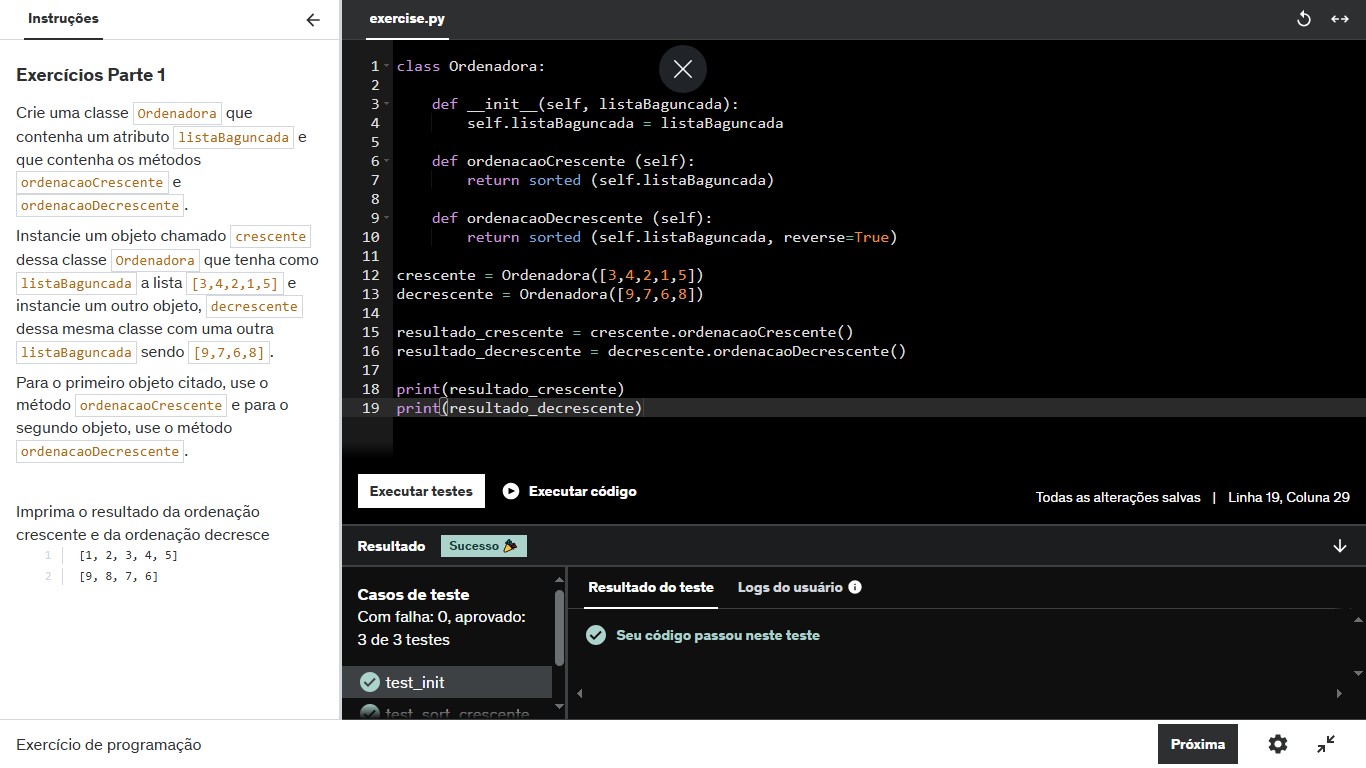 Instruções
Exercícios Parte 1
Crie uma classe Ordenadora que
contenha um atributo listaBaguncada e
que contenha os métodos
ordenacaoCrescente e
ordenacaoDecrescente.
Instancie um objeto chamado crescente
dessa classe Ordenadora que tenha como
listaBaguncada a lista [3,4,2,1,5] e
instancie um outro objeto, decrescente
dessa mesma classe com uma outra
listaBaguncada sendo [9,7,6,8].
Para o primeiro objeto citado, use o
método ordenacaoCrescente e para o
segundo objeto, use o método
ordenacaoDecrescente.
Imprima o resultado da ordenação
crescente e da ordenação decresce
1 [1, 2, 3, 4, 5]
2 [9, 8, 7, 6]
exercise.py
1 class Ordenadora:
2
3     def __init__(self, listaBaguncada):
4         self.listaBaguncada = listaBaguncada
5
6     def ordenacaoCrescente (self):
7         return sorted (self.listaBaguncada)
8
9     def ordenacaoDecrescente (self):
10         return sorted (self.listaBaguncada, reverse=True)
11
12 crescente = Ordenadora([3,4,2,1,5])
13 decrescente = Ordenadora([9,7,6,8])
14
15 resultado_crescente = crescente.ordenacaoCrescente()
16 resultado_decrescente = decrescente.ordenacaoDecrescente()
17
18 print(resultado_crescente)
19 print(resultado_decrescente)
Executar testes Executar código
Todas as alterações salvas | Linha 19, Coluna 29
Resultado Sucesso
Casos de teste
Com falha: 0, aprovado:
3 de 3 testes
test_init
test_sort_crescente
Resultado do teste Logs do usuário
Seu código passou neste teste
Exercício de programação
Próxima